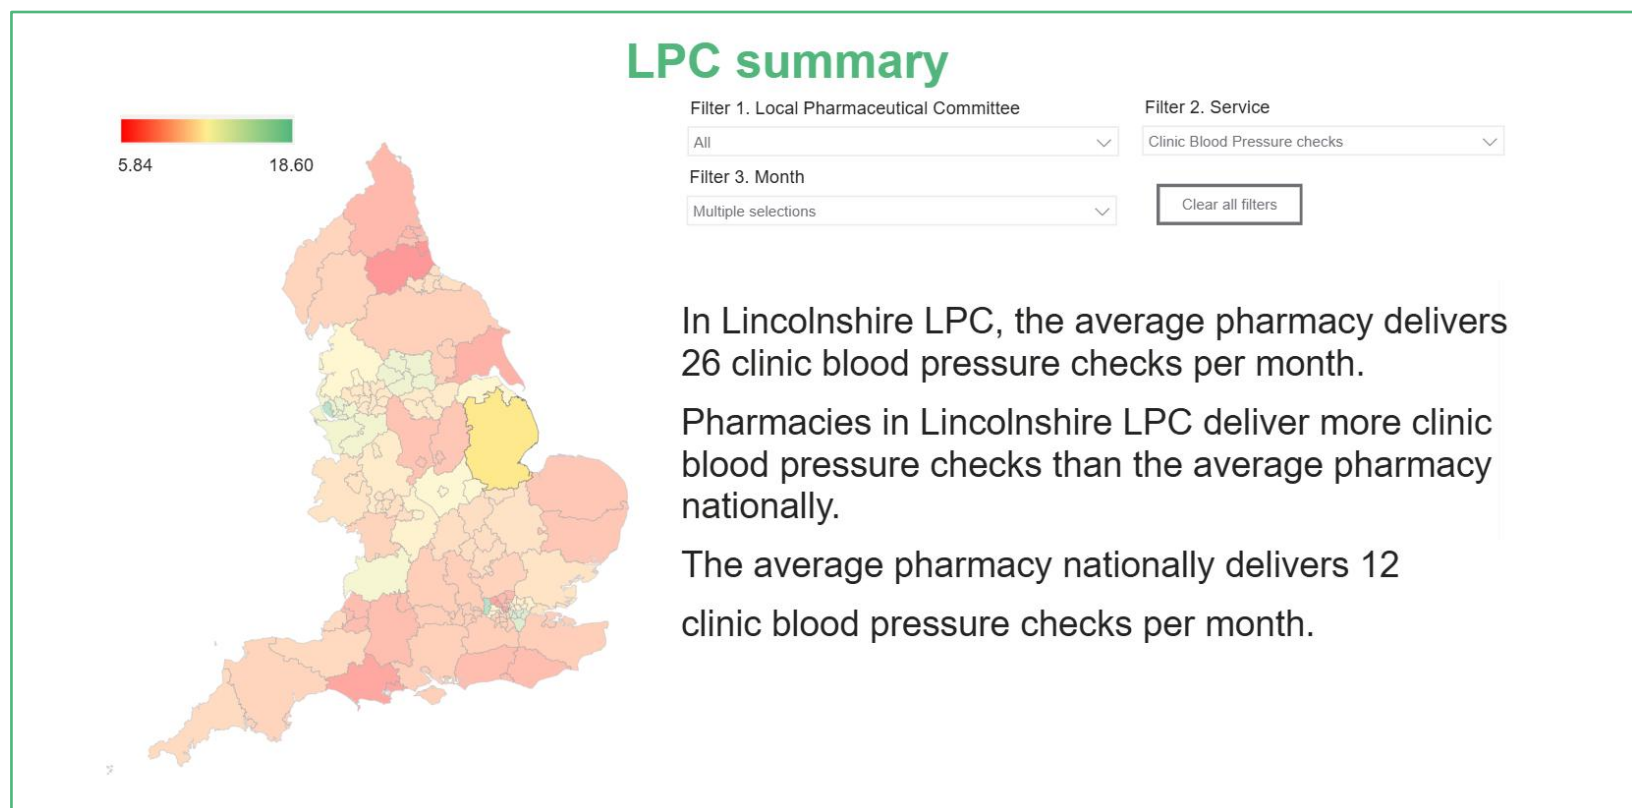 LPC summary
5.84
18.60
Filter 1. Local Pharmaceutical Committee
All
Filter 2. Service
Clinic Blood Pressure checks
Filter 3. Month
Multiple selections
Clear all filters
In Lincolnshire LPC, the average pharmacy delivers
26 clinic blood pressure checks per month.
Pharmacies in Lincolnshire LPC deliver more clinic
blood pressure checks than the average pharmacy
nationally.
The average pharmacy nationally delivers 12
clinic blood pressure checks per month.